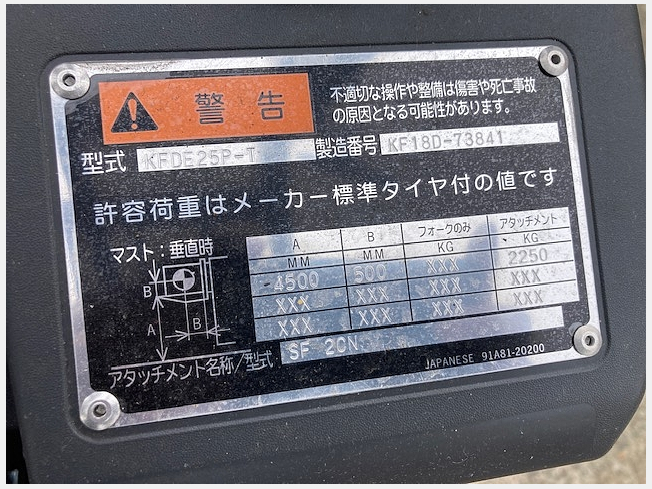 警告
不適切な操作や整備は傷害や死亡事故
の原因となる可能性があります。
型式 KFDE25P-T 製造番号 KF18D-73841
許容荷重はメーカー標準タイヤ付の値です
マスト:垂直時
A B フォークのみ アタッチメント
MM MM KG KG
-4500 500 XXX 2250
XXX XXX XXX XXX
XXX XXX XXX XXX
B
A
B
アタッチメント名称/型式 SF 2CN
JAPANESE 91A81-20200